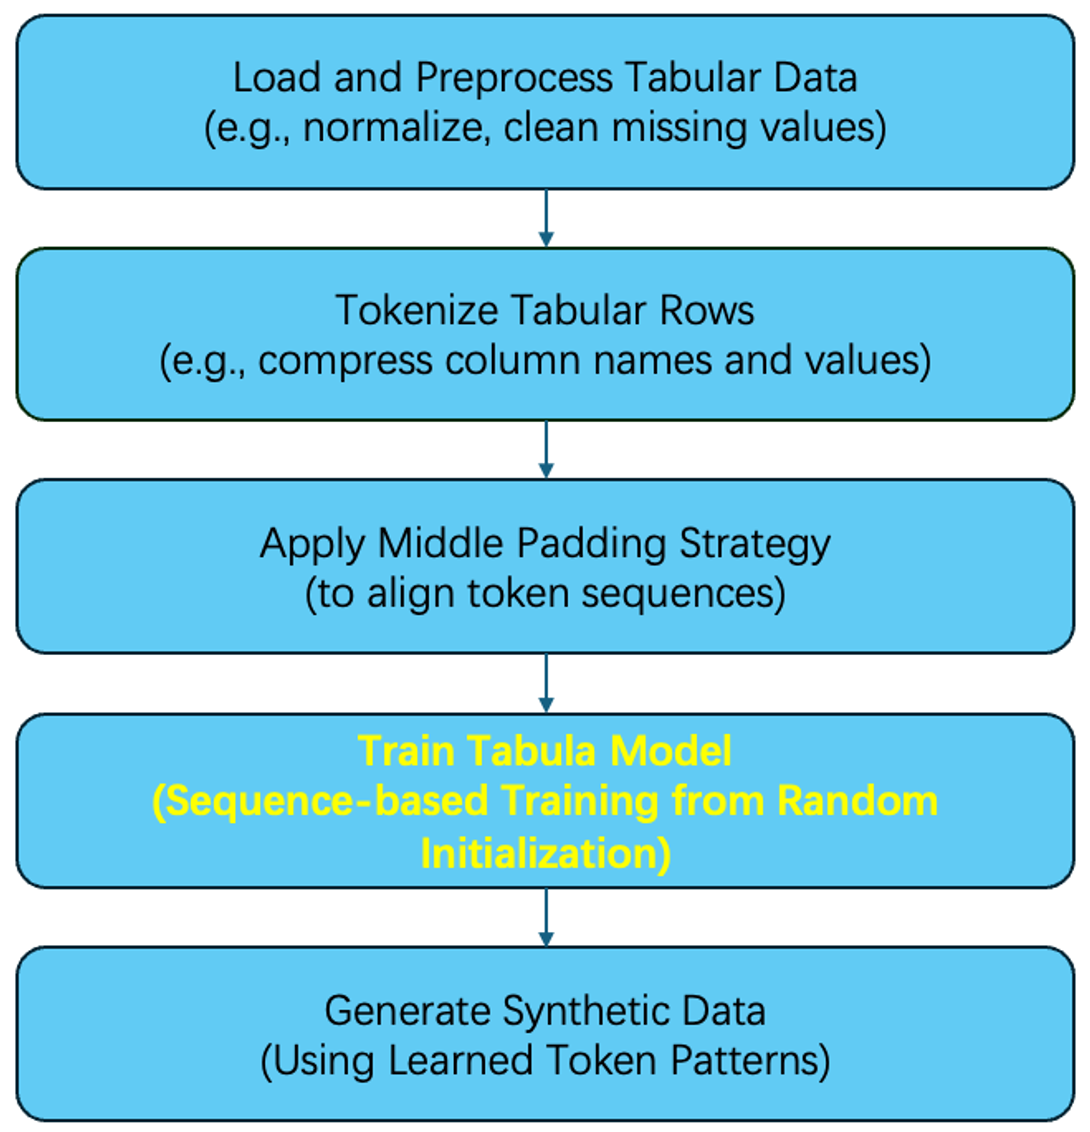 Load and Preprocess Tabular Data
(e.g., normalize, clean missing values)
Tokenize Tabular Rows
(e.g., compress column names and values)
Apply Middle Padding Strategy
(to align token sequences)
Train Tabula Model
(Sequence-based Training from Random
Initialization)
Generate Synthetic Data
(Using Learned Token Patterns)